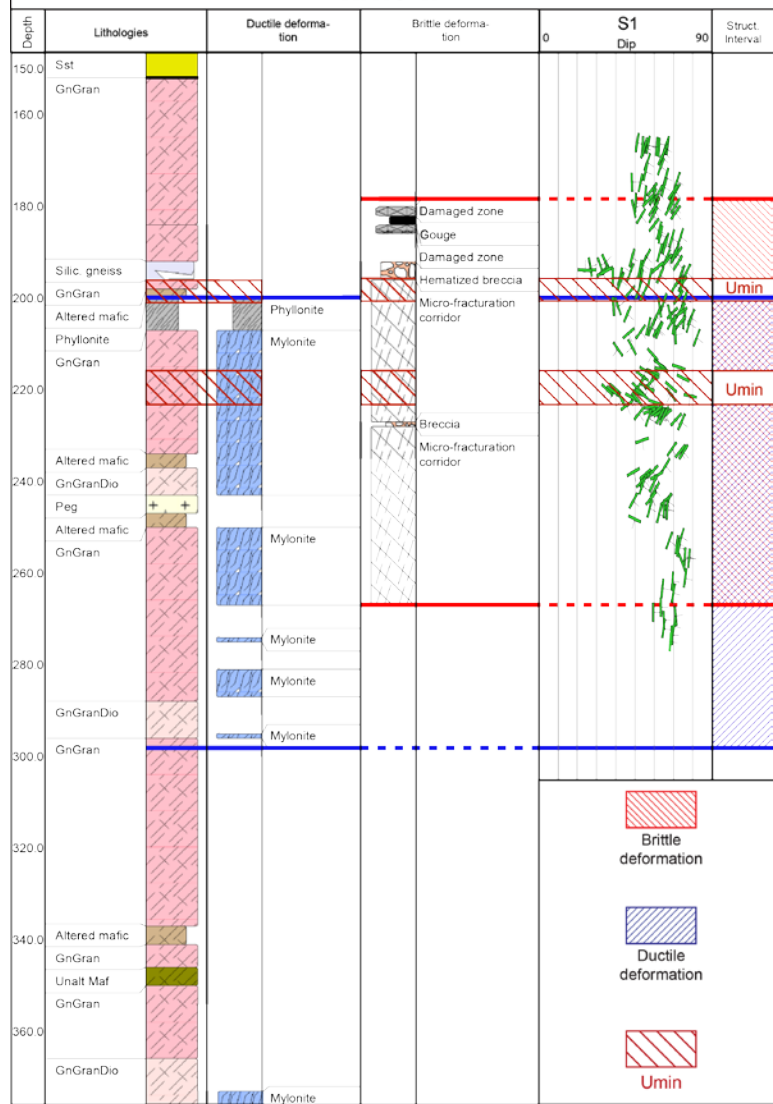 Depth
Lithologies
Ductile deforma-
tion
Brittle deforma-
tion
S1
0 90
Dip
Struct.
Interval
150.0
160.0
180.0
200.0
220.0
240.0
260.0
280.0
300.0
320.0
340.0
360.0
Sst
GnGran
Silic. gneiss
GnGran
Altered mafic
Phyllonite
GnGran
Altered mafic
GnGranDio
Peg
Altered mafic
GnGran
GnGranDio
GnGran
Altered mafic
GnGran
Unalt Maf
GnGran
GnGranDio
Phyllonite
Mylonite
Mylonite
Mylonite
Mylonite
Mylonite
Mylonite
Damaged zone
Gouge
Damaged zone
Hematized breccia
Micro-fracturation
corridor
Breccia
Micro-fracturation
corridor
Umin
Umin
Brittle
deformation
Ductile
deformation
Umin